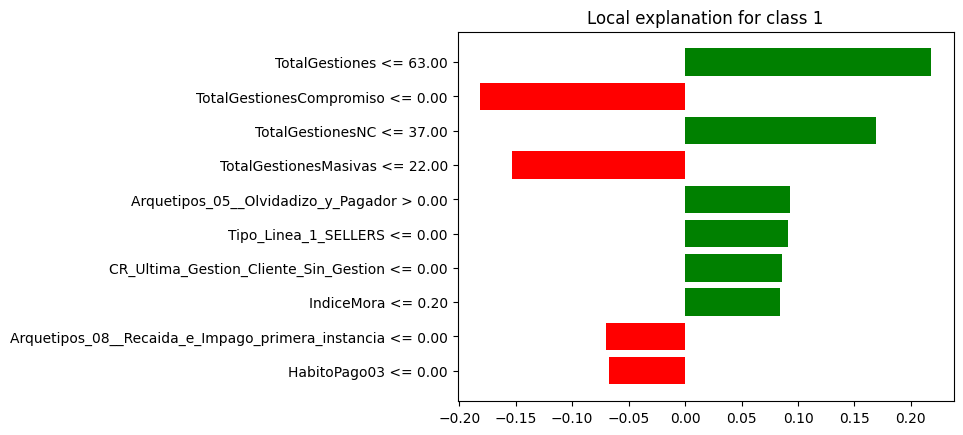 Local explanation for class 1
TotalGestiones <= 63.00
TotalGestionesCompromiso <= 0.00
TotalGestionesNC <= 37.00
TotalGestionesMasivas <= 22.00
Arquetipos_05__Olvidadizo_y_Pagador > 0.00
Tipo_Linea_1_SELLERS <= 0.00
CR_Ultima_Gestion_Cliente_Sin_Gestion <= 0.00
IndiceMora <= 0.20
Arquetipos_08__Recaida_e_Impago_primera_instancia <= 0.00
HabitoPago03 <= 0.00
−0.20 −0.15 −0.10 −0.05 0.00 0.05 0.10 0.15 0.20